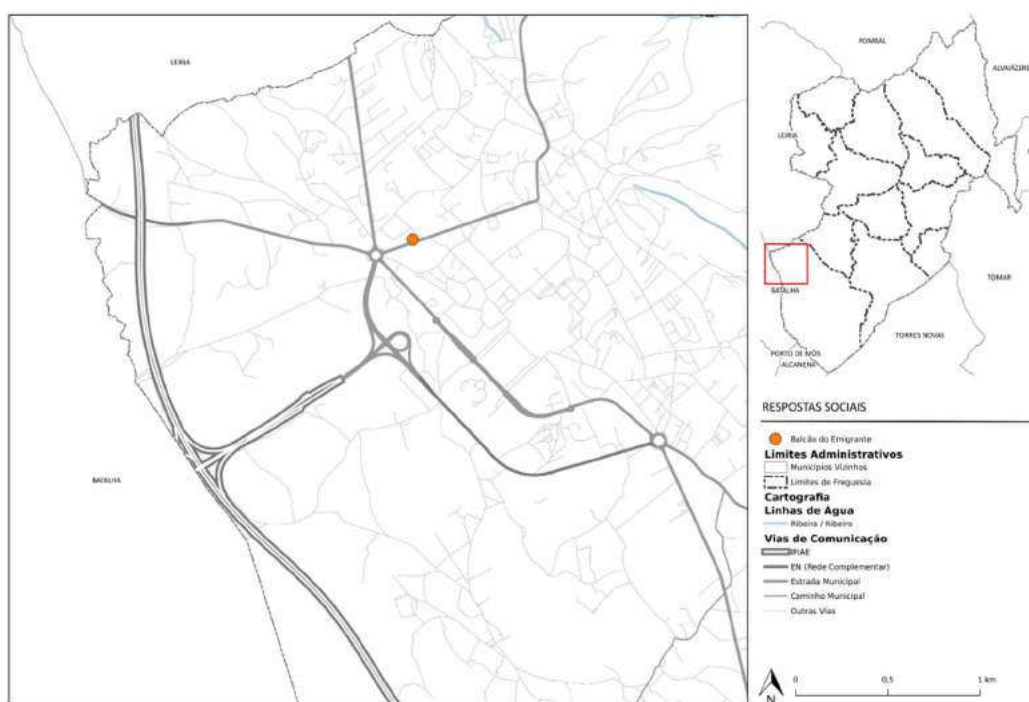 LEIRIA
BATALHA
POMBAL
ALVAIÁZERE
LEIRIA
BATALHA
TOMAR
TORRES NOVAS
PORTO DE MÓS
ALCANENA
RESPOSTAS SOCIAIS
Balcão do Emigrante
Limites Administrativos
Municípios Vizinhos
Limites de Freguesia
Cartografia
Linhas de Água
Ribeira / Ribeiro
Vias de Comunicação
IP/AE
EN (Rede Complementar)
Estrada Municipal
Caminho Municipal
Outras Vias
N
0 0,5 1 km